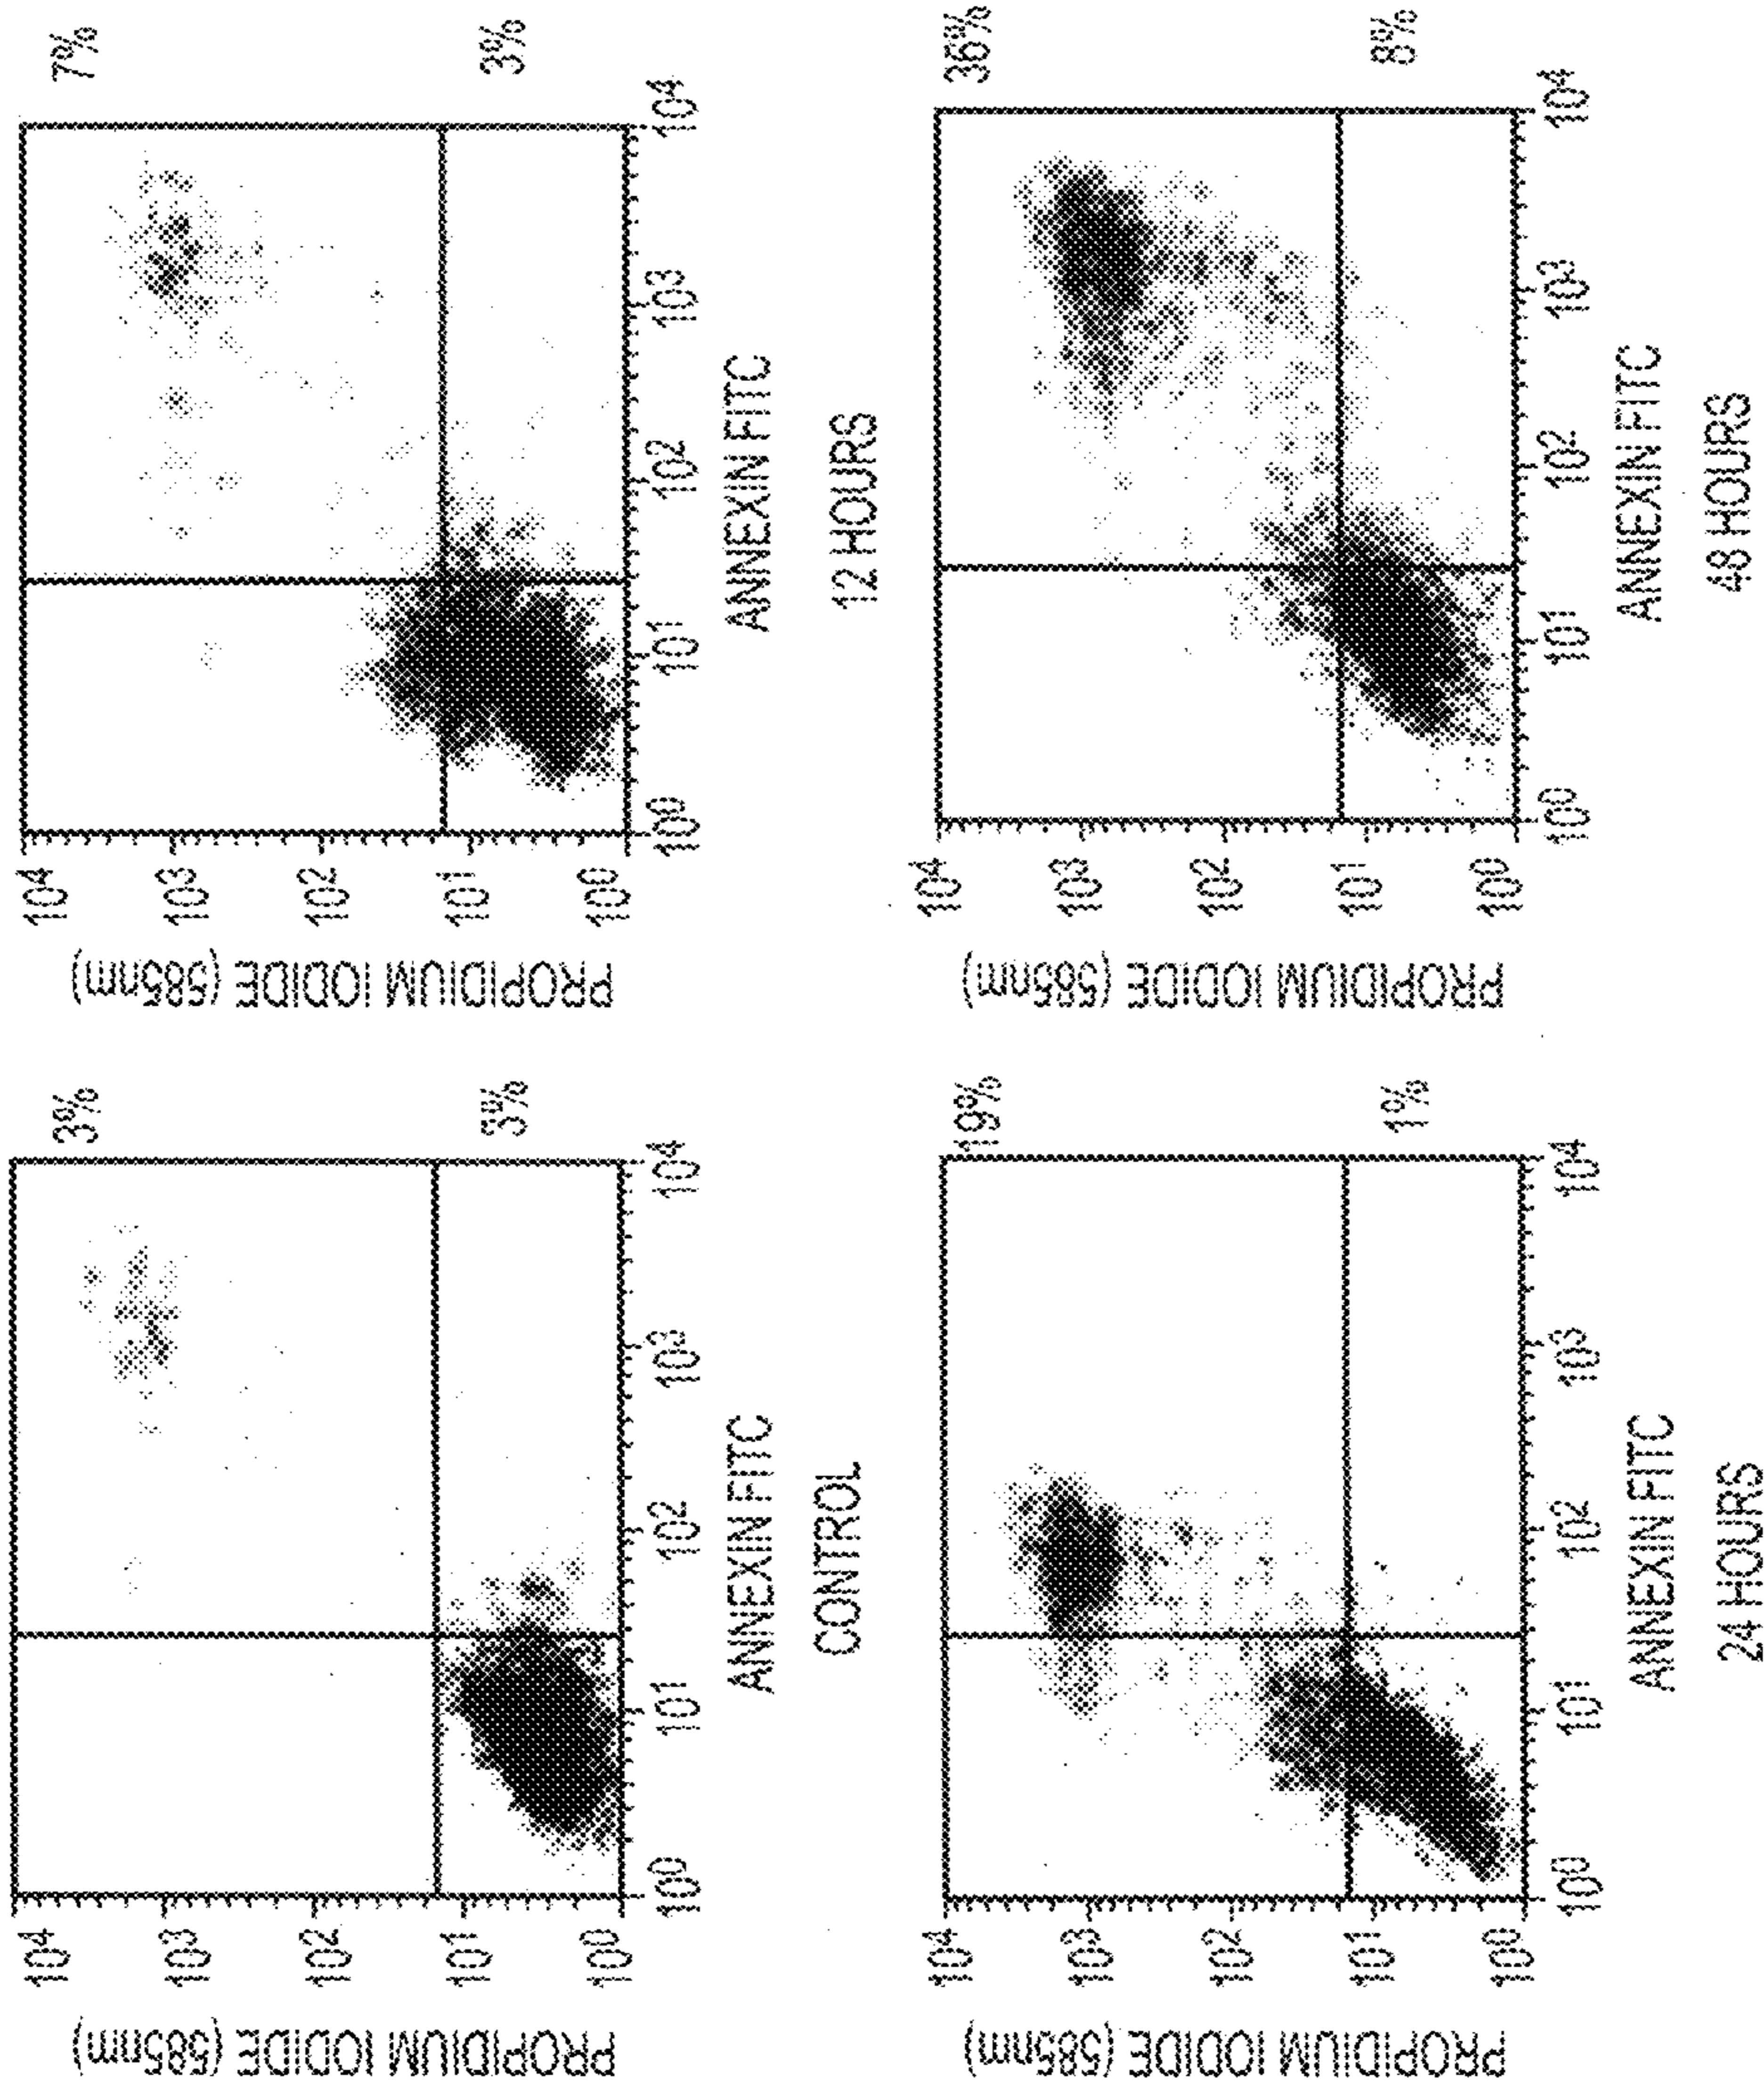 PROPIDIUM IODIDE (585nm)
10⁴
10³
10²
10¹
10⁰
3%
3%
10⁰ 10¹ 10² 10³ 10⁴
ANNEXIN FITC
CONTROL
PROPIDIUM IODIDE (585nm)
10⁴
10³
10²
10¹
10⁰
7%
3%
10⁰ 10¹ 10² 10³ 10⁴
ANNEXIN FITC
12 HOURS
PROPIDIUM IODIDE (585nm)
10⁴
10³
10²
10¹
10⁰
19%
1%
10⁰ 10¹ 10² 10³ 10⁴
ANNEXIN FITC
24 HOURS
PROPIDIUM IODIDE (585nm)
10⁴
10³
10²
10¹
10⁰
36%
8%
10⁰ 10¹ 10² 10³ 10⁴
ANNEXIN FITC
48 HOURS